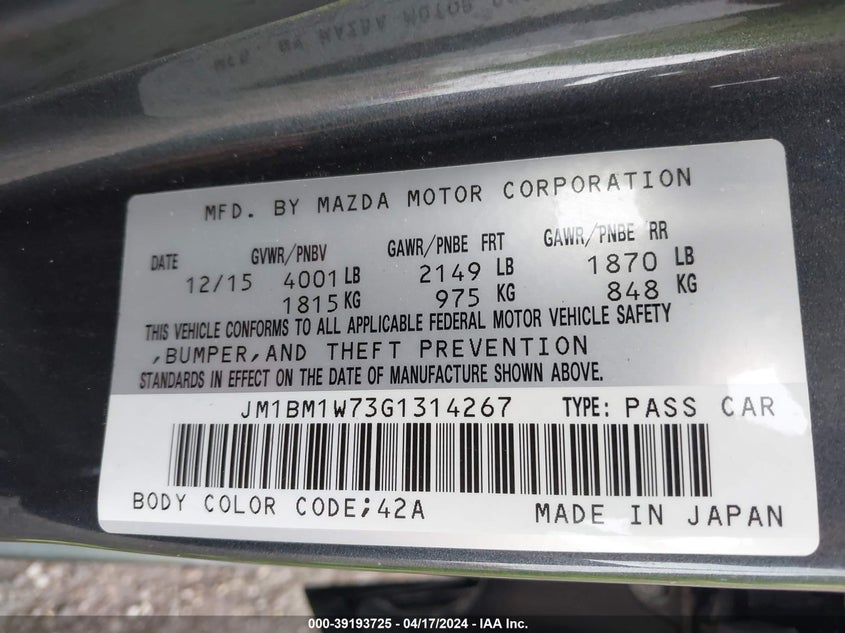 MFD. BY MAZDA MOTOR CORPORATION
DATE GVWR/PNBV GAWR/PNBE FRT GAWR/PNBE RR
12/15 4001 LB 2149 LB 1870 LB
1815 KG 975 KG 848 KG
THIS VEHICLE CONFORMS TO ALL APPLICABLE FEDERAL MOTOR VEHICLE SAFETY
,BUMPER,AND THEFT PREVENTION
STANDARDS IN EFFECT ON THE DATE OF MANUFACTURE SHOWN ABOVE.
JM1BM1W73G1314267 TYPE: PASS CAR
BODY COLOR CODE;42A MADE IN JAPAN
000-39193725 - 04/17/2024 - IAA Inc.